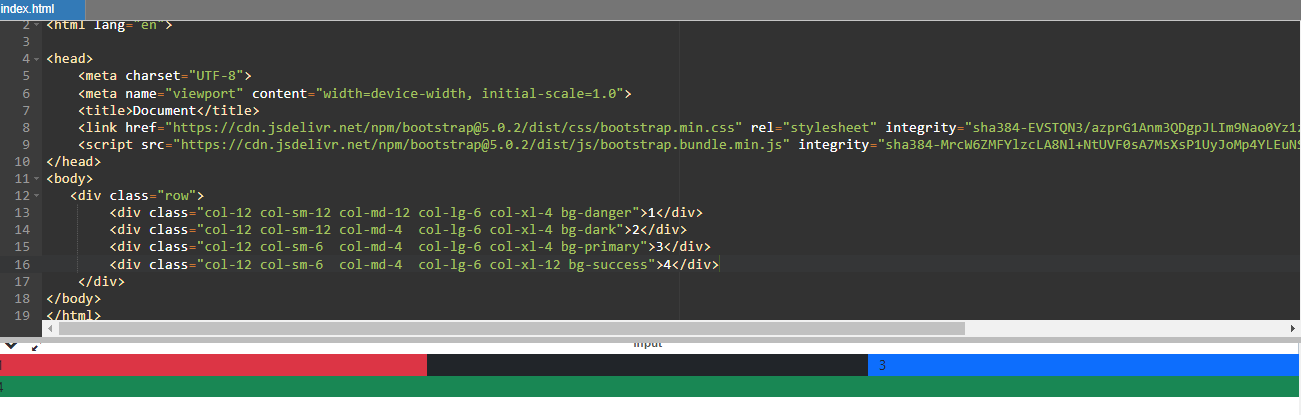 index.html
2 <html lang="en">
3
4 <head>
5 <meta charset="UTF-8">
6 <meta name="viewport" content="width=device-width, initial-scale=1.0">
7 <title>Document</title>
8 <link href="https://cdn.jsdelivr.net/npm/bootstrap@5.0.2/dist/css/bootstrap.min.css" rel="stylesheet" integrity="sha384-EVSTQN3/azprG1Anm3QDgpJLIm9Nao0Yz1z
9 <script src="https://cdn.jsdelivr.net/npm/bootstrap@5.0.2/dist/js/bootstrap.bundle.min.js" integrity="sha384-MrcW6ZMFYlzcLA8Nl+NtUVF0sA7MsXsP1UyJoMp4YLEuNS
10 </head>
11 <body>
12 <div class="row">
13 <div class="col-12 col-sm-12 col-md-12 col-lg-6 col-xl-4 bg-danger">1</div>
14 <div class="col-12 col-sm-12 col-md-4 col-lg-6 col-xl-4 bg-dark">2</div>
15 <div class="col-12 col-sm-6 col-md-4 col-lg-6 col-xl-4 bg-primary">3</div>
16 <div class="col-12 col-sm-6 col-md-4 col-lg-6 col-xl-12 bg-success">4</div>
17 </div>
18 </body>
19 </html>
input
3
4